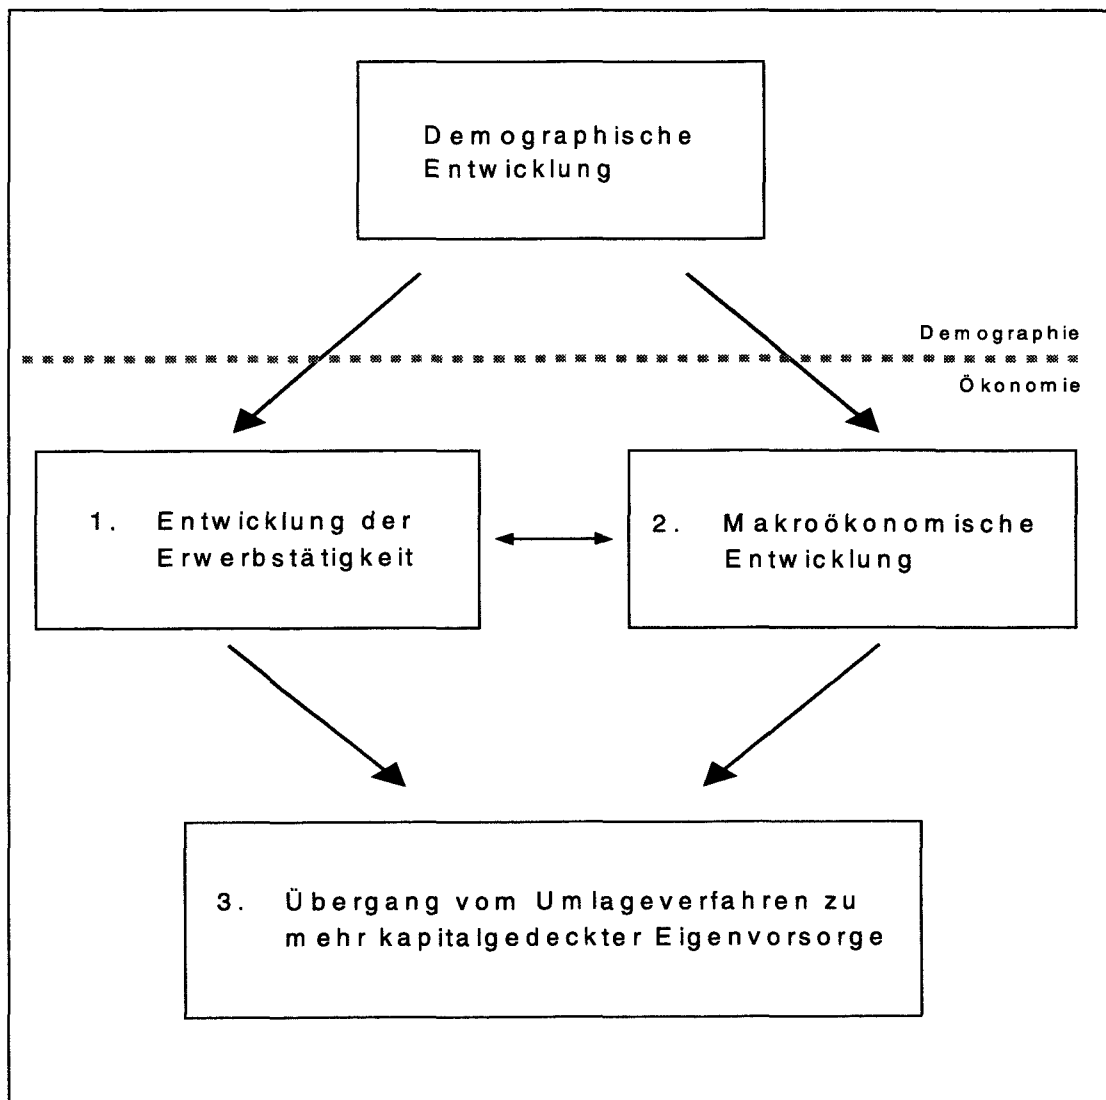 Demographische
Entwicklung
Demographie
Ökonomie
1. Entwicklung der
Erwerbstätigkeit
2. Makroökonomische
Entwicklung
3. Übergang vom Umlageverfahren zu
mehr kapitalgedeckter Eigenvorsorge